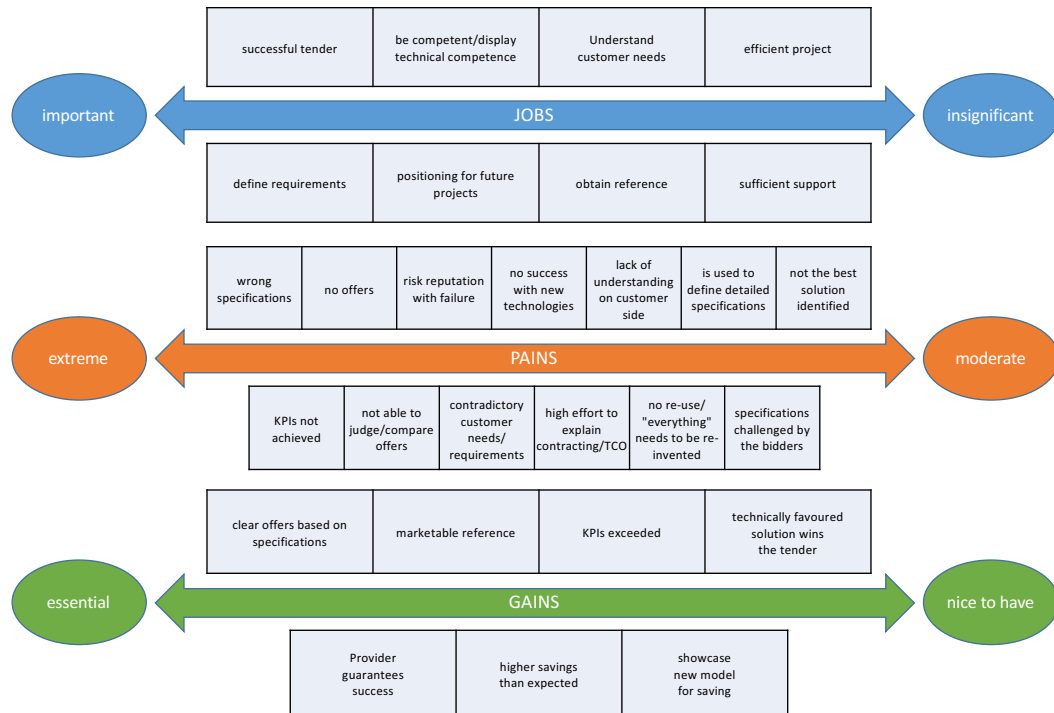 successful tender
be competent/display
technical competence
Understand
customer needs
efficient project
important
JOBS
insignificant
define requirements
positioning for future
projects
obtain reference
sufficient support
wrong
specifications
no offers
risk reputation
with failure
no success
with new
technologies
lack of
understanding
on customer
side
is used to
define detailed
specifications
not the best
solution
identified
extreme
PAINS
moderate
KPIs not
achieved
not able to
judge/compare
offers
contradictory
customer
needs/
requirements
high effort to
explain
contracting/TCO
no re-use/
"everything"
needs to be re-
invented
specifications
challenged by
the bidders
clear offers based on
specifications
marketable reference
KPIs exceeded
technically favoured
solution wins
the tender
essential
GAINS
nice to have
Provider
guarantees
success
higher savings
than expected
showcase
new model
for saving